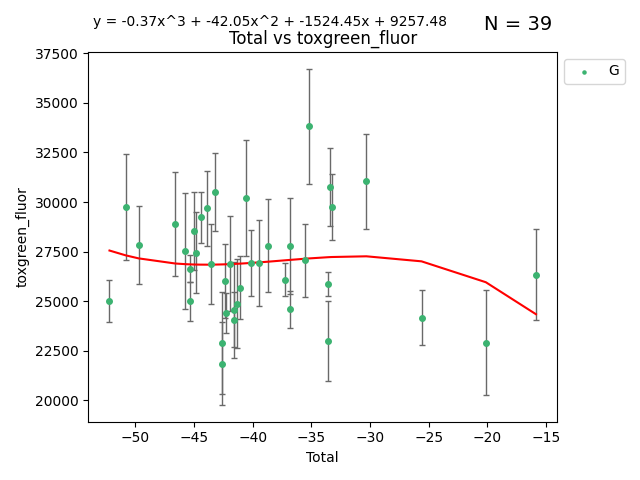 y = -0.37x^3 + -42.05x^2 + -1524.45x + 9257.48
N = 39
Total vs toxgreen_fluor
37500
35000
32500
30000
27500
25000
22500
20000
toxgreen_fluor
G
−50
−45
−40
−35
−30
−25
−20
−15
Total